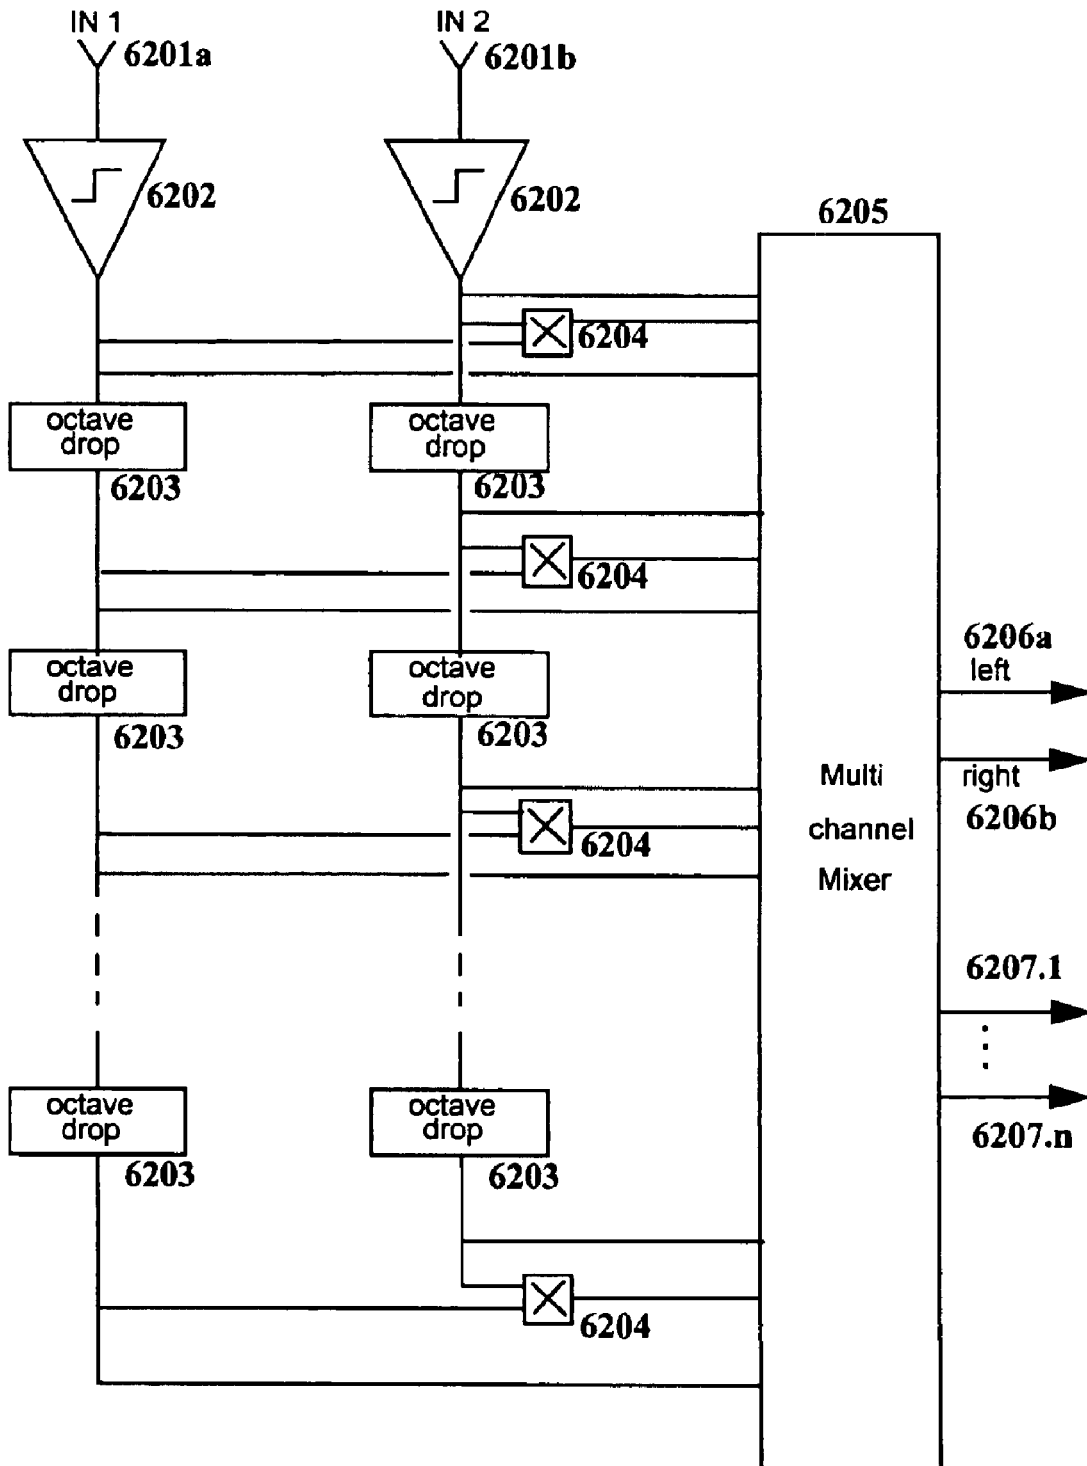 IN 1
6201a
IN 2
6201b
6202
6202
6205
6204
octave
drop
6203
octave
drop
6203
6204
octave
drop
6203
octave
drop
6203
6206a
left
right
6206b
Multi
channel
Mixer
6204
6207.1
6207.n
octave
drop
6203
octave
drop
6203
6204